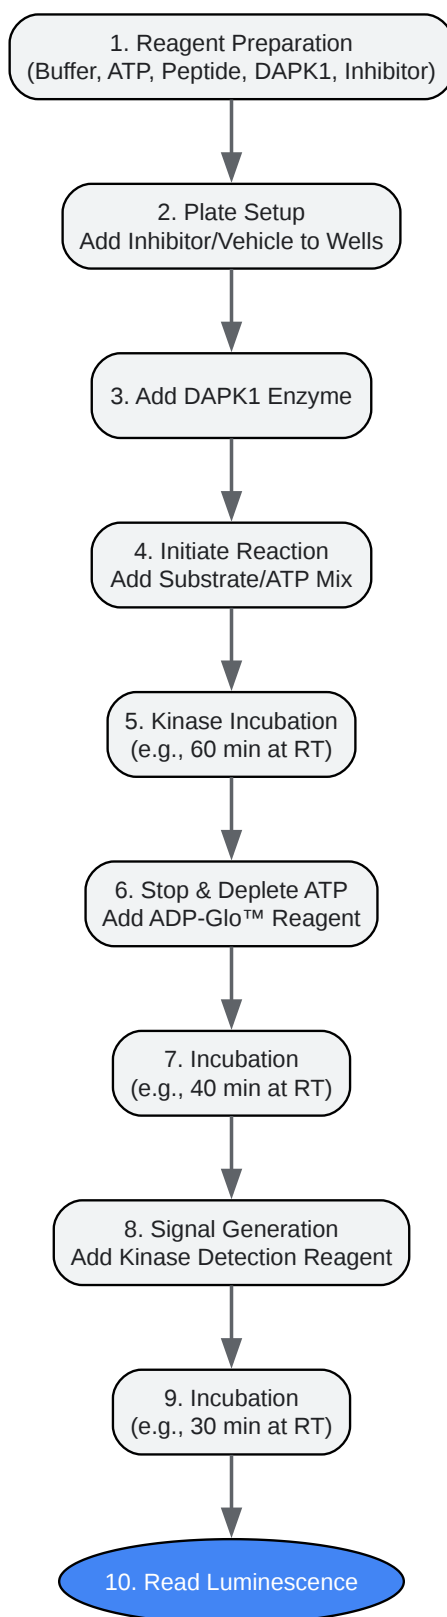 1. Reagent Preparation
(Buffer, ATP, Peptide, DAPK1, Inhibitor)
2. Plate Setup
Add Inhibitor/Vehicle to Wells
3. Add DAPK1 Enzyme
4. Initiate Reaction
Add Substrate/ATP Mix
5. Kinase Incubation
(e.g., 60 min at RT)
6. Stop & Deplete ATP
Add ADP-Glo™ Reagent
7. Incubation
(e.g., 40 min at RT)
8. Signal Generation
Add Kinase Detection Reagent
9. Incubation
(e.g., 30 min at RT)
10. Read Luminescence